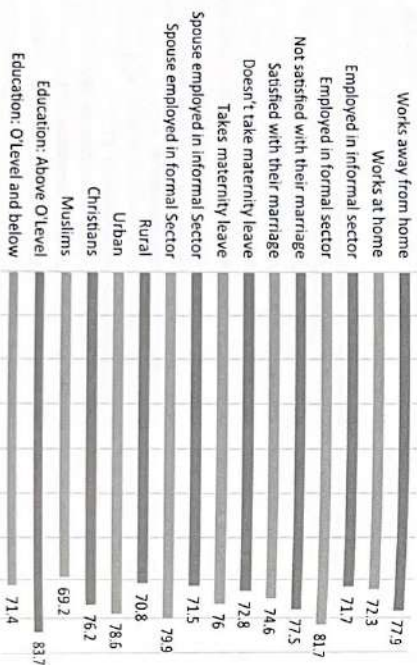 Works away from home 77.9
Works at home 72.3
Employed in informal sector 71.7
Employed in formal sector 81.7
Not satisfied with their marriage 77.5
Satisfied with their marriage 74.6
Doesn't take maternity leave 72.8
Takes maternity leave 76
Spouse employed in informal Sector 71.5
Spouse employed in formal Sector 79.9
Rural 70.8
Urban 78.6
Christians 76.2
Muslims 69.2
Education: Above O'Level 83.7
Education: O'Level and below 71.4